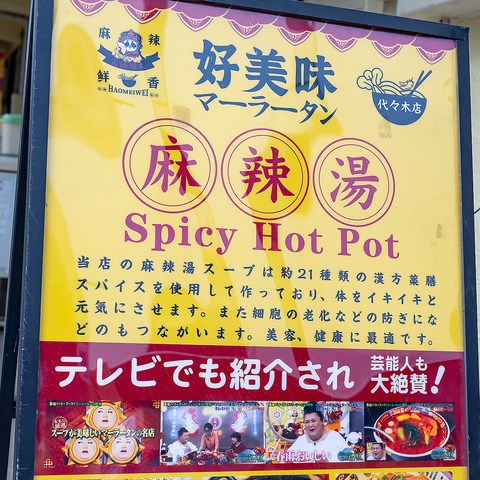 麻 辣
鮮 香
HAOMEIWEI
好美味
マーラータン
代々木店
麻辣湯
Spicy Hot Pot
当店の麻辣湯スープは約21種類の漢方薬膳
スパイスを使用して作っており、体をイキイキと
元気にさせます。また細胞の老化などの防ぎにな
どのもつながいます。美容、健康に最適です。
テレビでも紹介され
芸能人も
大絶賛!
スープが美味しいマーラータンの名店
一番麻おいしい